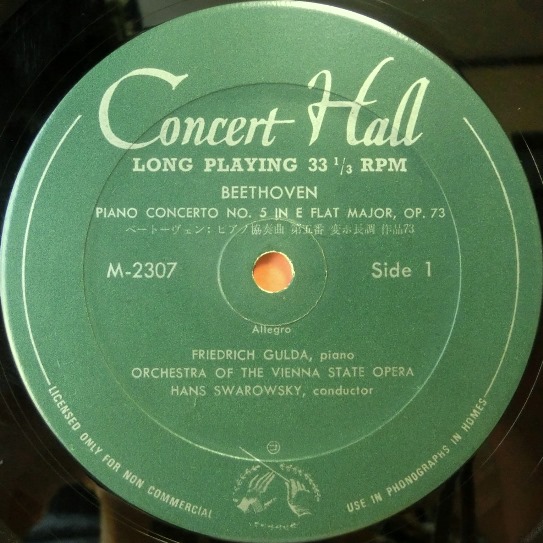 Concert Hall
LONG PLAYING 33 1/3 RPM
BEETHOVEN
PIANO CONCERTO NO. 5 IN E FLAT MAJOR, OP. 73
ベートーヴェン: ピアノ協奏曲 第五番 変ホ長調 作品73
M-2307
Side 1
Allegro
FRIEDRICH GULDA, piano
ORCHESTRA OF THE VIENNA STATE OPERA
HANS SWAROWSKY, conductor
LICENSED ONLY FOR NON COMMERCIAL
USE IN PHONOGRAPHS IN HOMES